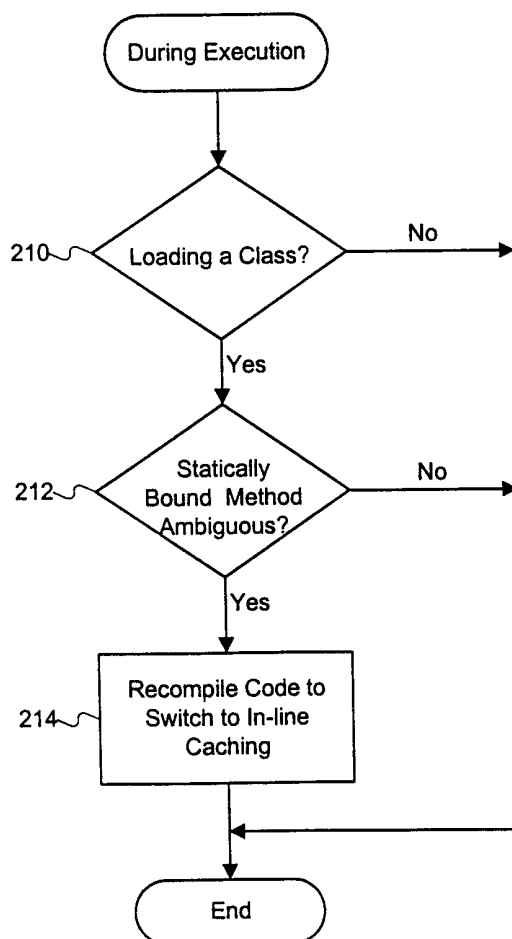 During Execution
210
Loading a Class?
No
Yes
212
Statically
Bound Method
Ambiguous?
No
Yes
214
Recompile Code to
Switch to In-line
Caching
End